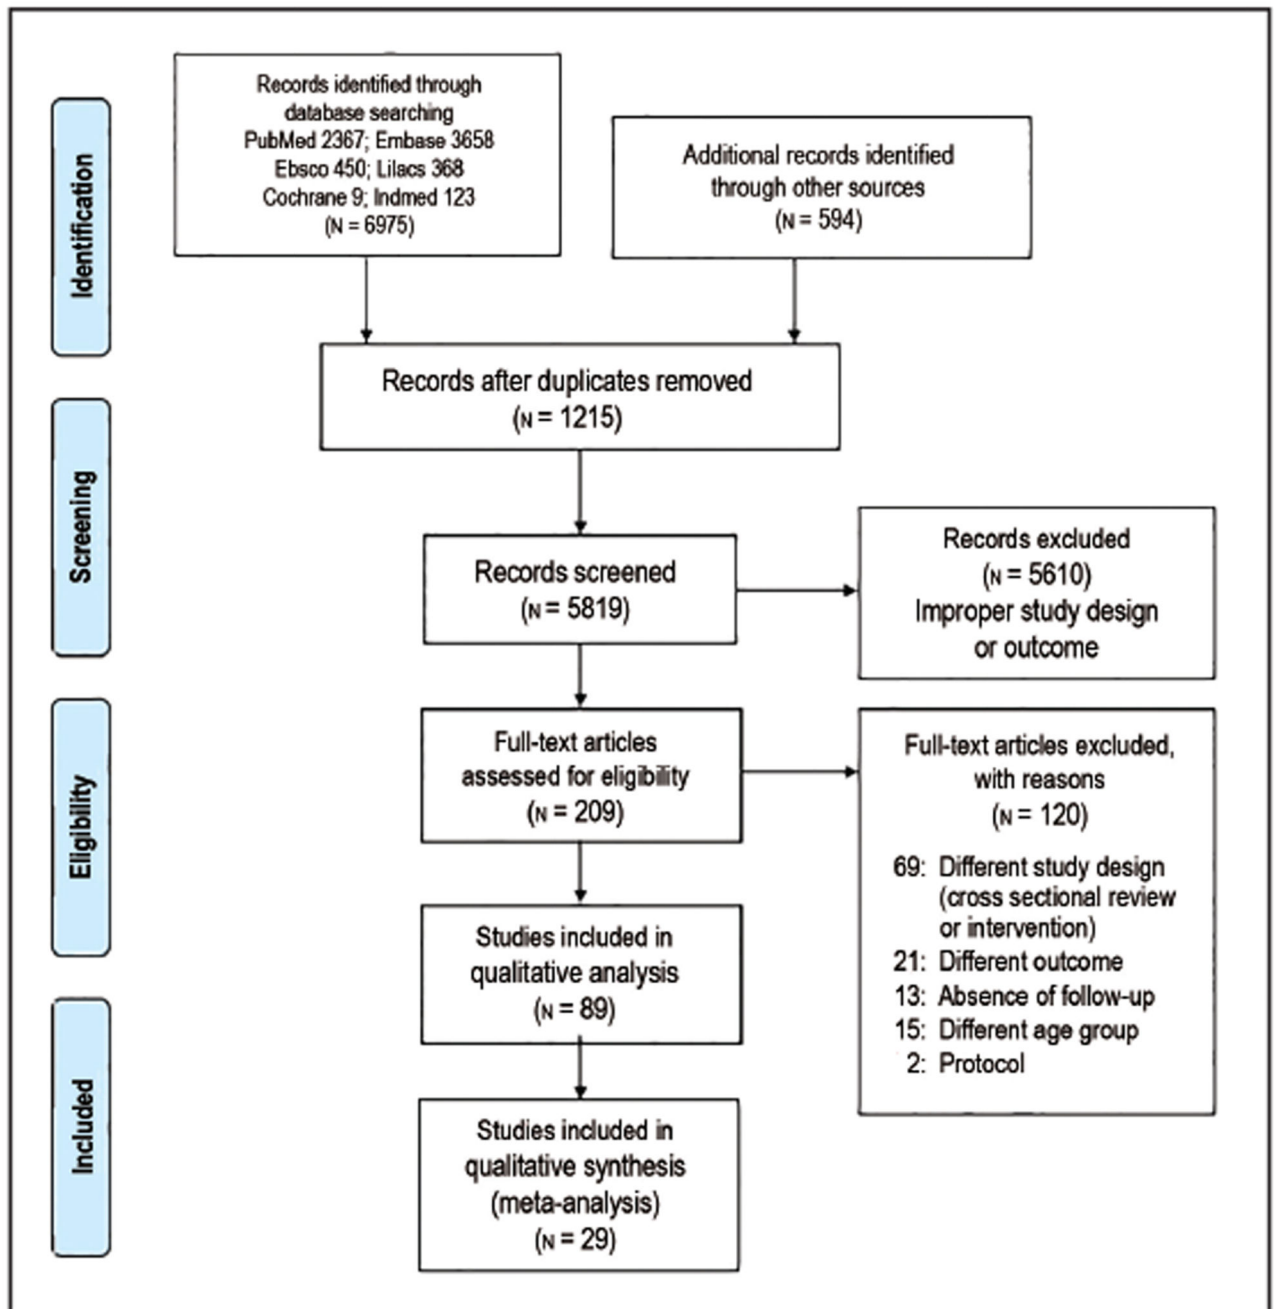 Identification
Records identified through
database searching
PubMed 2367; Embase 3658
Ebsco 450; Lilacs 368
Cochrane 9; Indmed 123
(N = 6975)
Additional records identified
through other sources
(N = 594)
Records after duplicates removed
(N = 1215)
Screening
Records screened
(N = 5819)
Records excluded
(N = 5610)
Improper study design
or outcome
Eligibility
Full-text articles
assessed for eligibility
(N = 209)
Full-text articles excluded,
with reasons
(N = 120)
69: Different study design
(cross sectional review
or intervention)
21: Different outcome
13: Absence of follow-up
15: Different age group
2: Protocol
Studies included in
qualitative analysis
(N = 89)
Included
Studies included in
qualitative synthesis
(meta-analysis)
(N = 29)